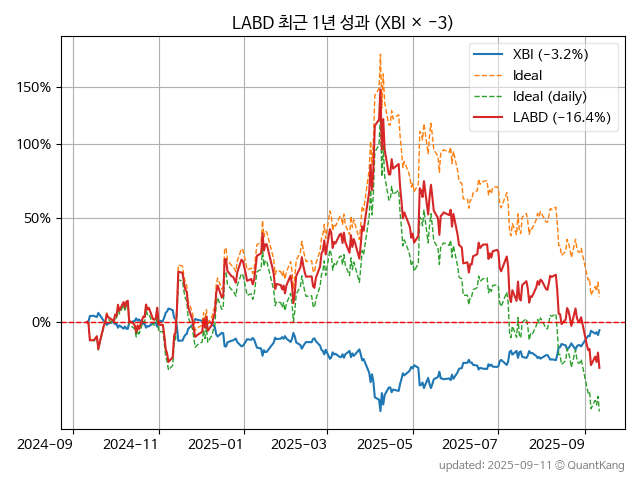 LABD 최근 1년 성과 (XBI × −3)
XBI (−3.2%)
Ideal
Ideal (daily)
LABD (−16.4%)
150%
100%
50%
0%
2024-09 2024-11 2025-01 2025-03 2025-05 2025-07 2025-09
updated: 2025-09-11 © QuantKang